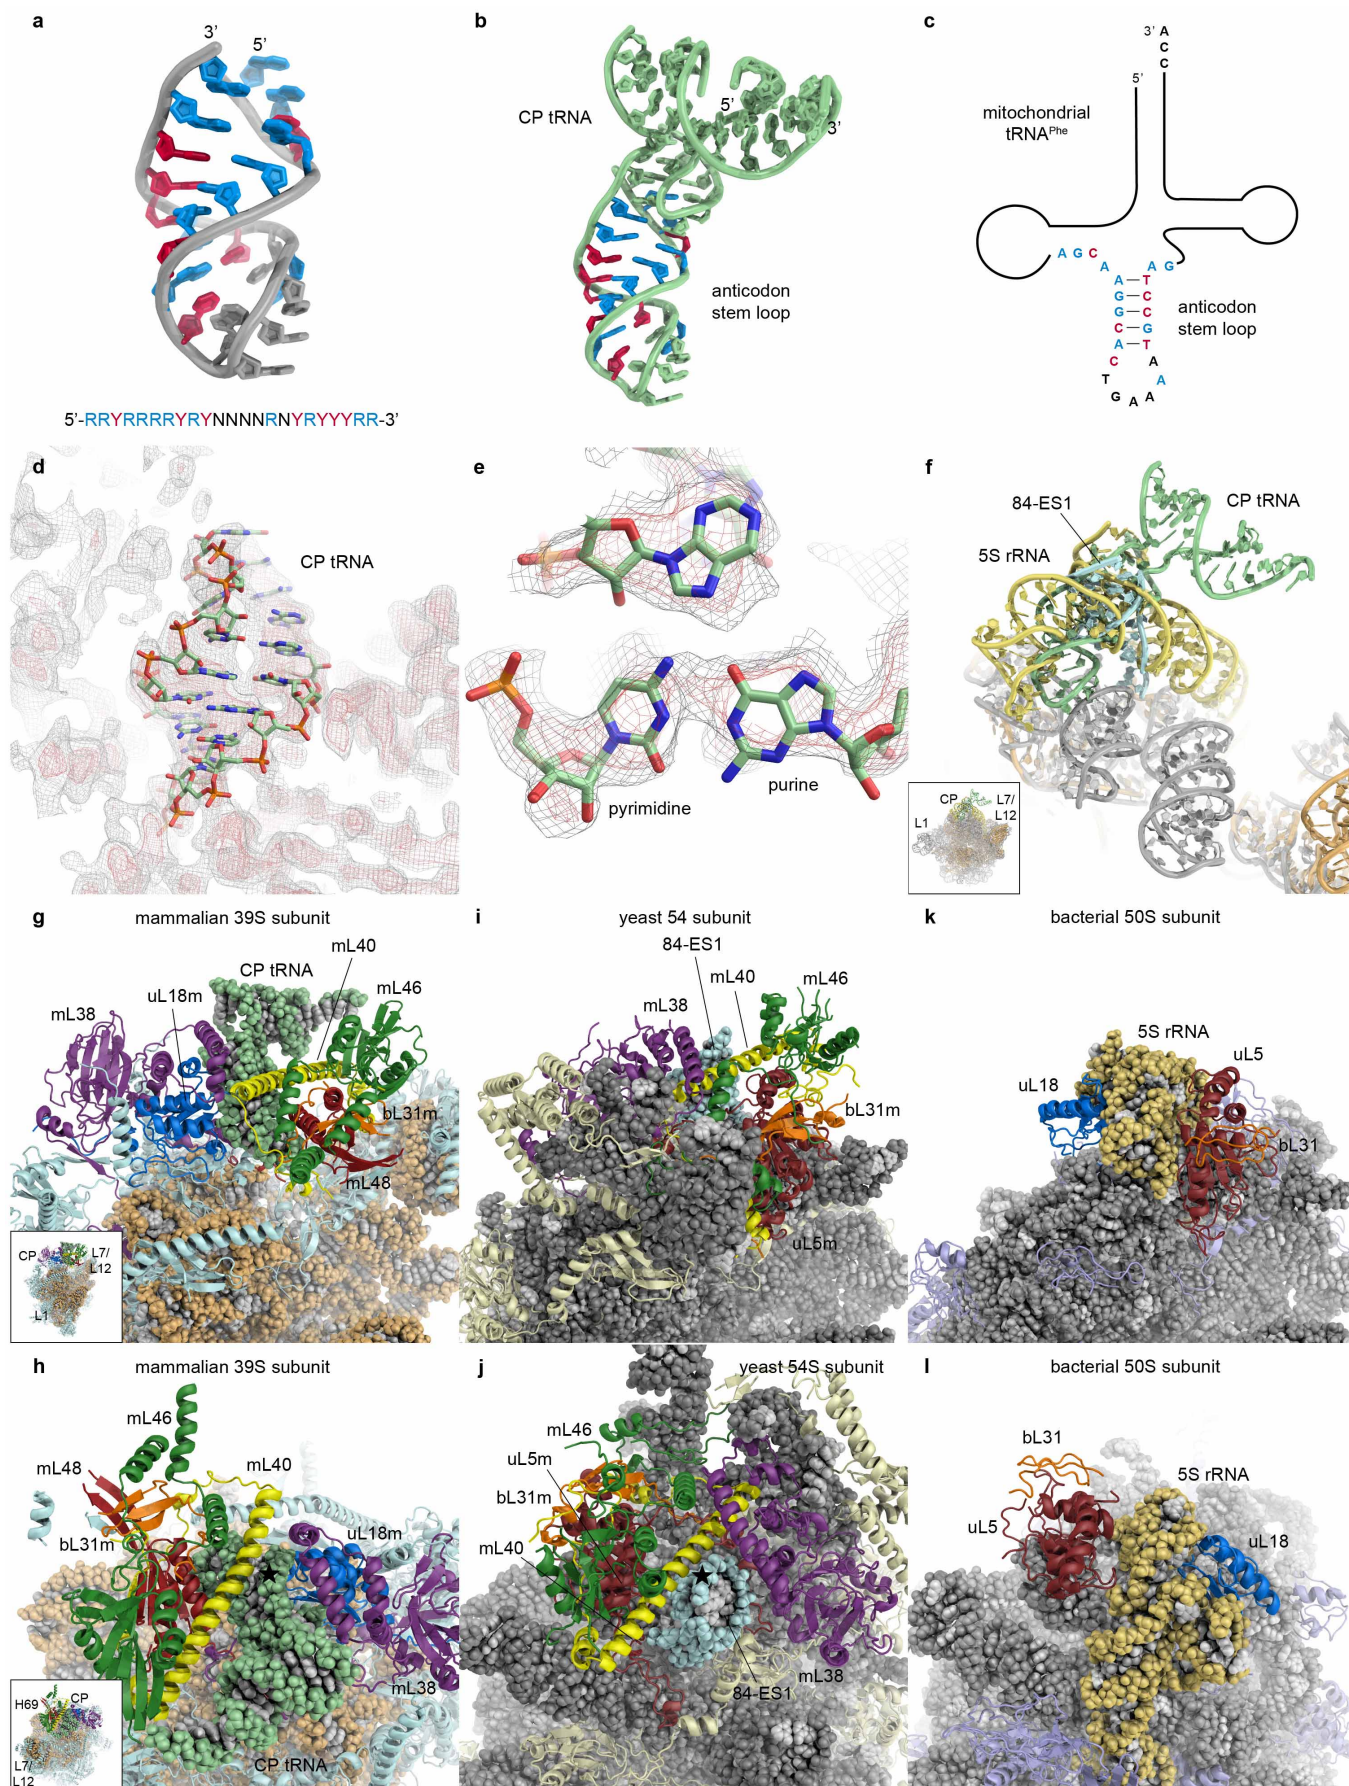 a
3’
5’
5’-RRYRRRRYRYNNNNRNYRYYYRR-3’
b
CP tRNA
5’
3’
anticodon
stem loop
c
3’ A
C
C
5’
mitochondrial
tRNAPhe
A G C
A
A
G
G
C
A
C
T
G
A
A
A
A
T
G
C
C
T
A
G
anticodon
stem loop
d
CP tRNA
e
pyrimidine
purine
f
84-ES1
5S rRNA
CP tRNA
CP
L7/
L12
L1
g
mammalian 39S subunit
mL40
CP tRNA
mL46
uL18m
mL38
bL31m
mL48
CP
L7/
L12
L1
i
yeast 54 subunit
84-ES1
mL40
mL46
mL38
bL31m
uL5m
k
bacterial 50S subunit
5S rRNA
uL5
uL18
bL31
h
mammalian 39S subunit
mL46
mL48
mL40
uL18m
bL31m
mL38
CP tRNA
H69
CP
L7/
L12
j
yeast 54S subunit
mL46
uL5m
bL31m
mL40
mL38
84-ES1
l
bacterial 50S subunit
bL31
5S rRNA
uL5
uL18